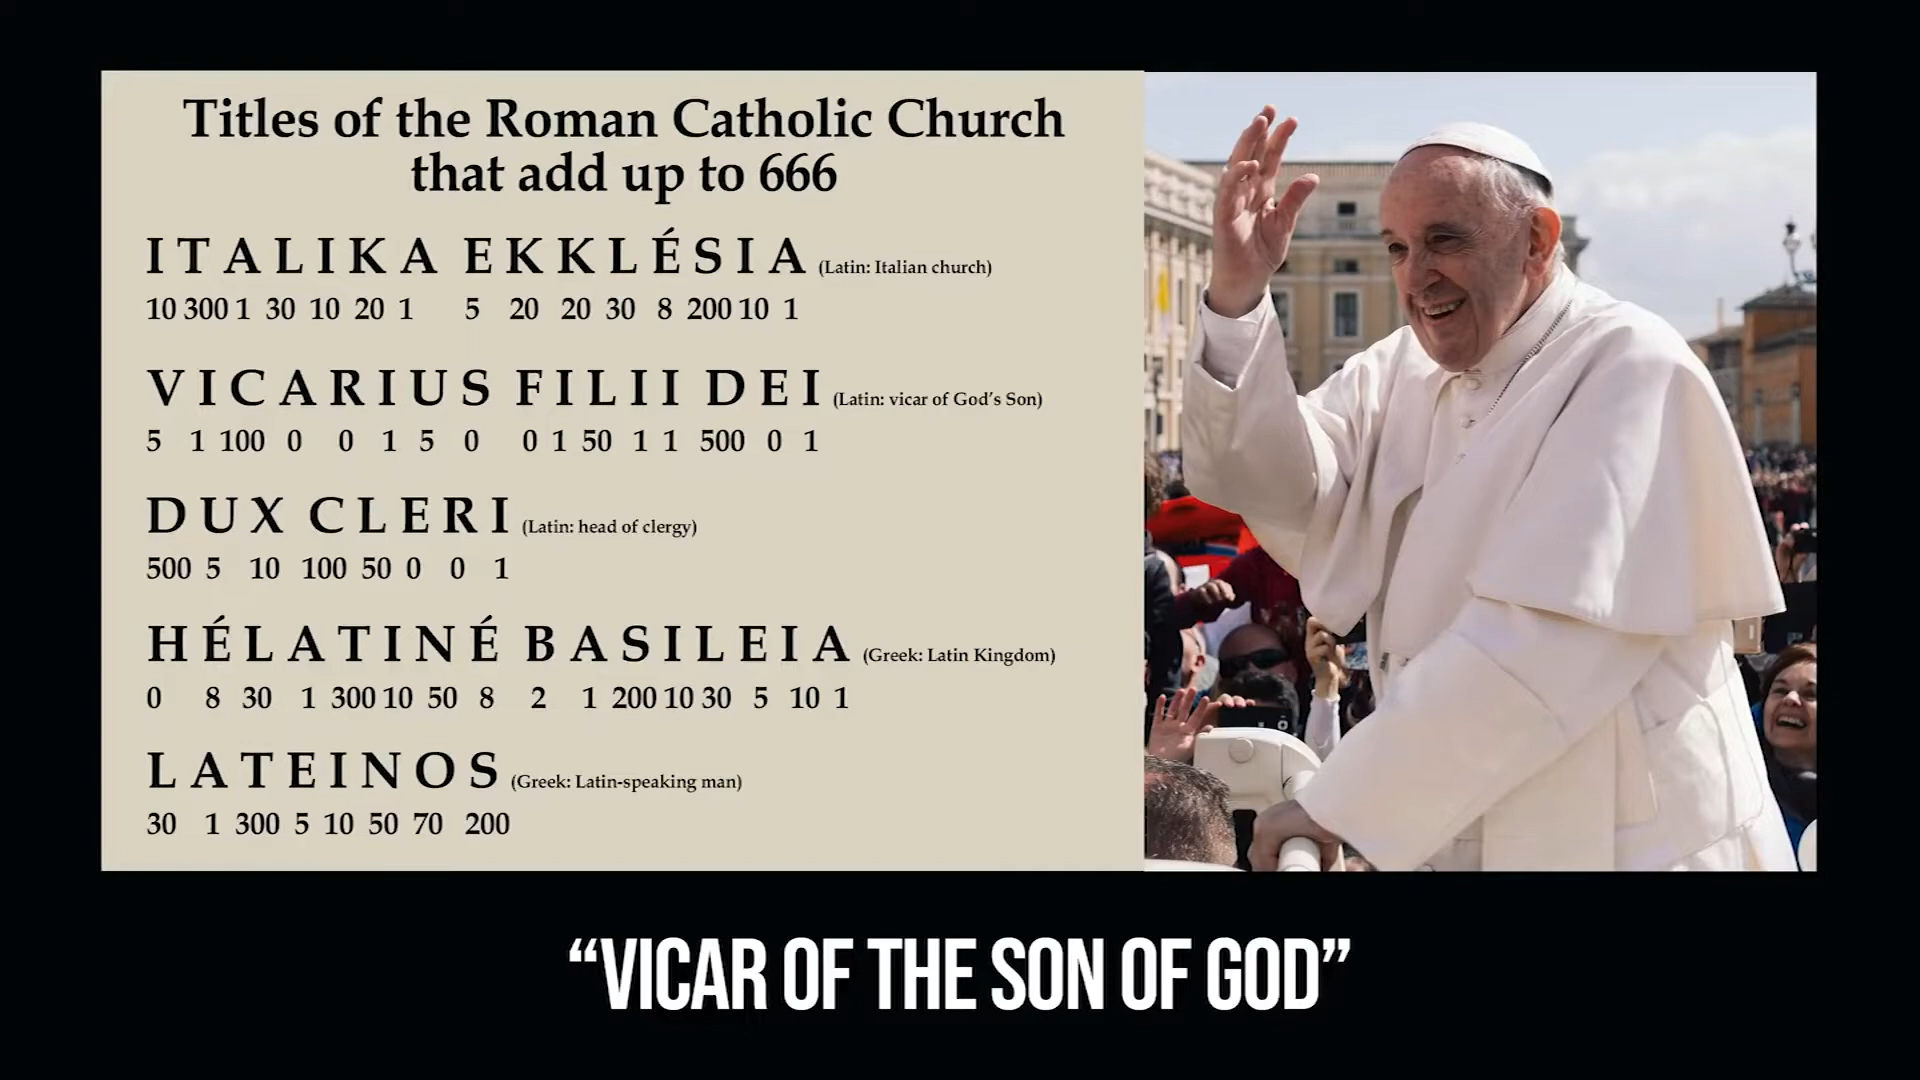 Titles of the Roman Catholic Church
that add up to 666
ITALIKA EKKLÉSIA (Latin: Italian church)
10 300 1 30 10 20 1 5 20 20 30 8 200 10 1
VICARIUS FILII DEI (Latin: vicar of God's Son)
5 1 100 0 0 1 5 0 0 1 50 1 1 500 0 1
DUX CLERI (Latin: head of clergy)
500 5 10 100 50 0 0 1
HÉLATINÉ BASILEIA (Greek: Latin Kingdom)
0 8 30 1 300 10 50 8 2 1 200 10 30 5 10 1
LATEINOS (Greek: Latin-speaking man)
30 1 300 5 10 50 70 200
“VICAR OF THE SON OF GOD”